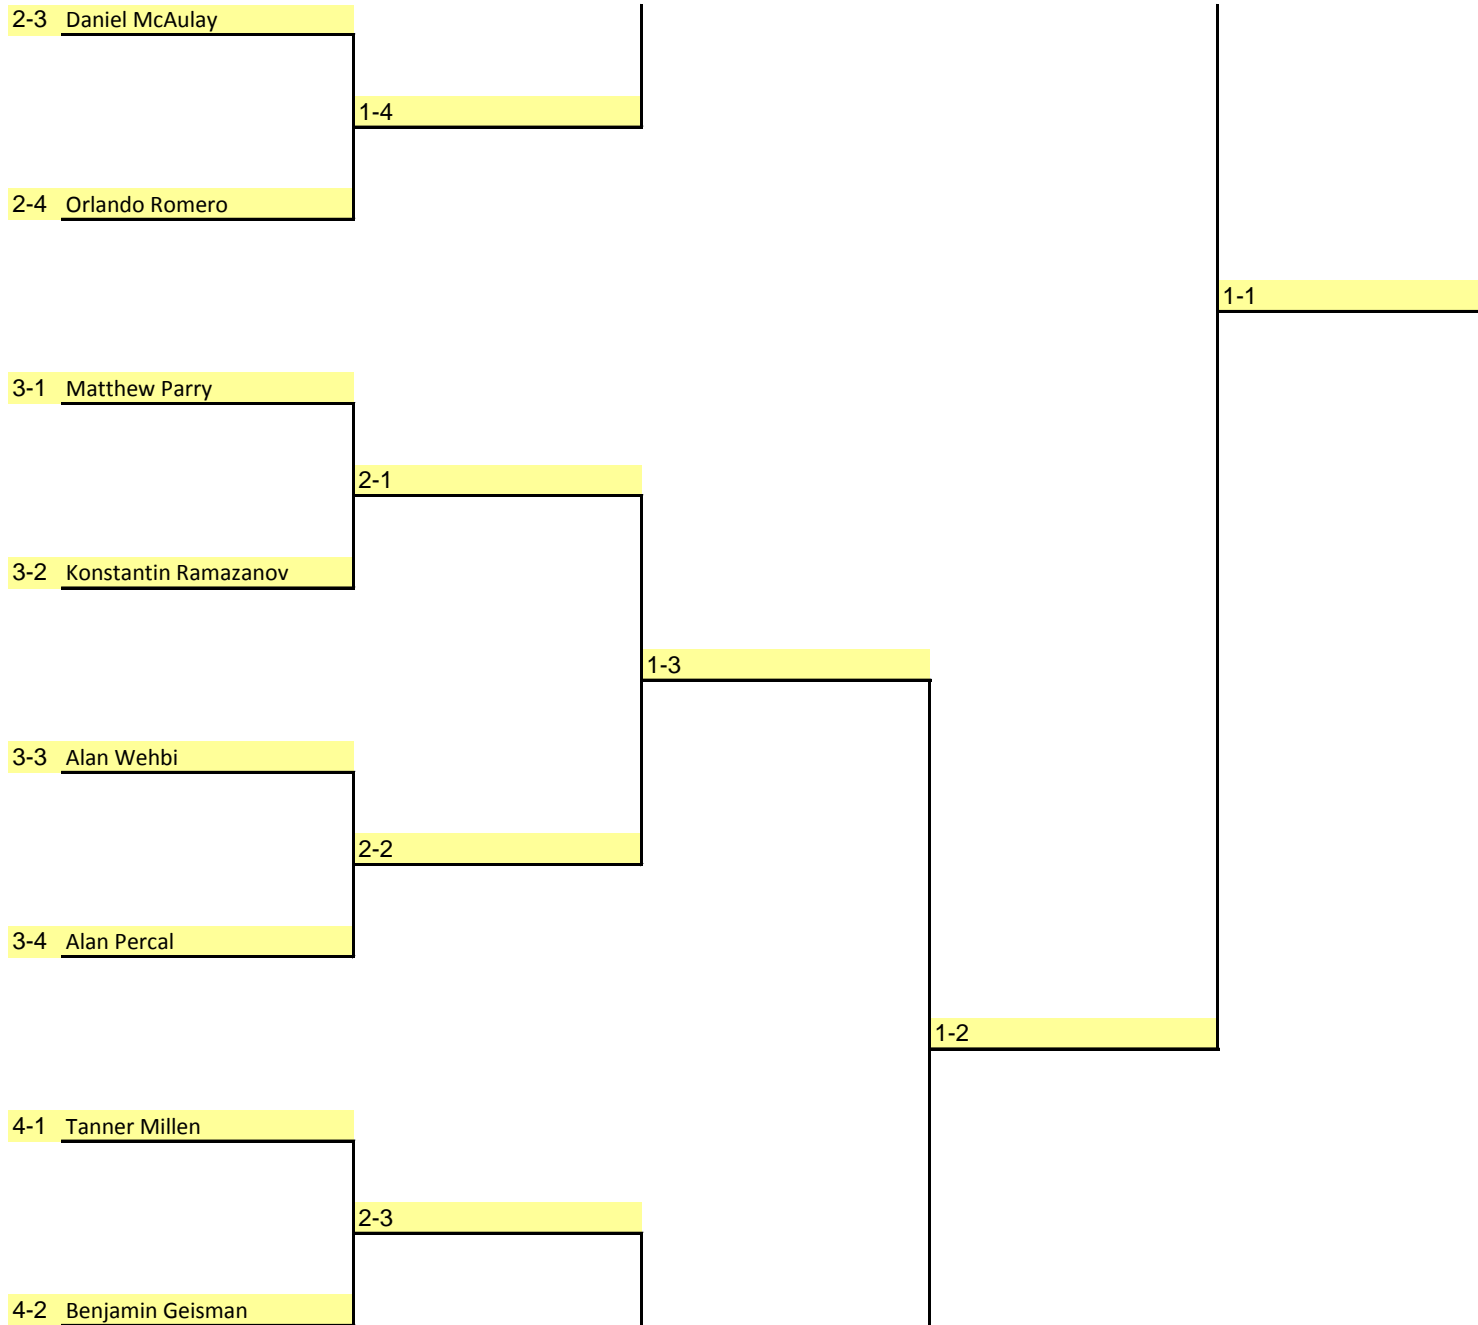 2-3 Daniel McAulay
1-4
2-4 Orlando Romero
1-1
3-1 Matthew Parry
2-1
3-2 Konstantin Ramazanov
1-3
3-3 Alan Wehbi
2-2
3-4 Alan Percal
1-2
4-1 Tanner Millen
2-3
4-2 Benjamin Geisman